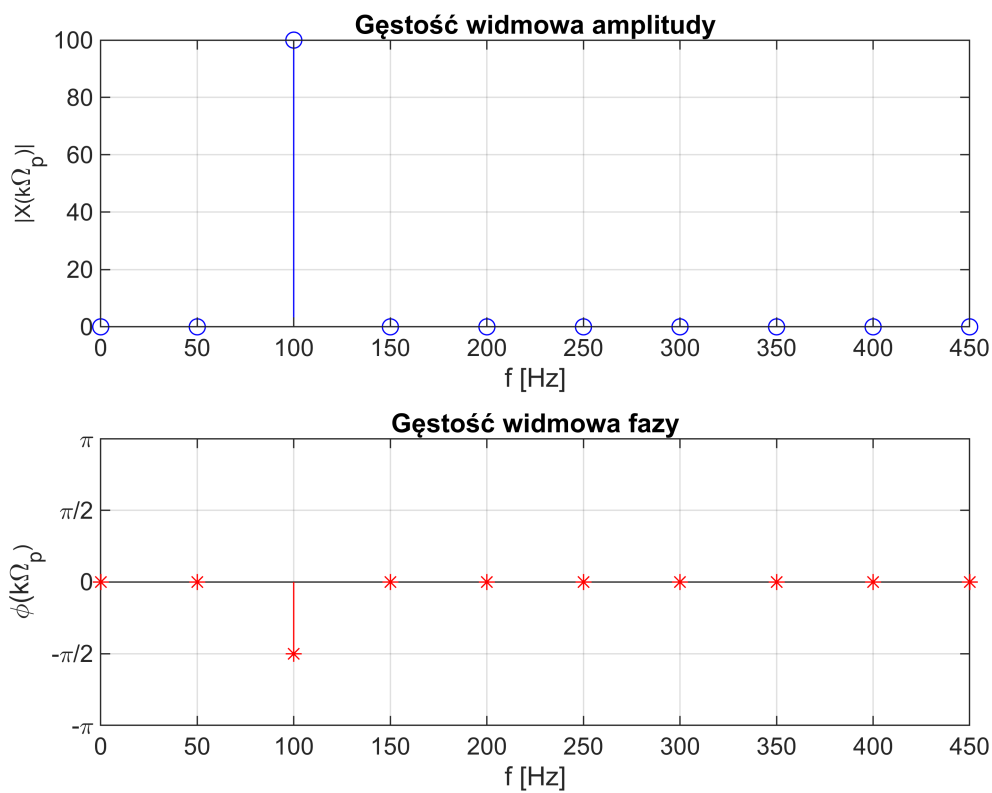 Gęstość widmowa amplitudy
100
80
60
40
20
0
|X(kΩp)|
0 50 100 150 200 250 300 350 400 450
f [Hz]
Gęstość widmowa fazy
π
π/2
0
-π/2
-π
ϕ(kΩp)
0 50 100 150 200 250 300 350 400 450
f [Hz]